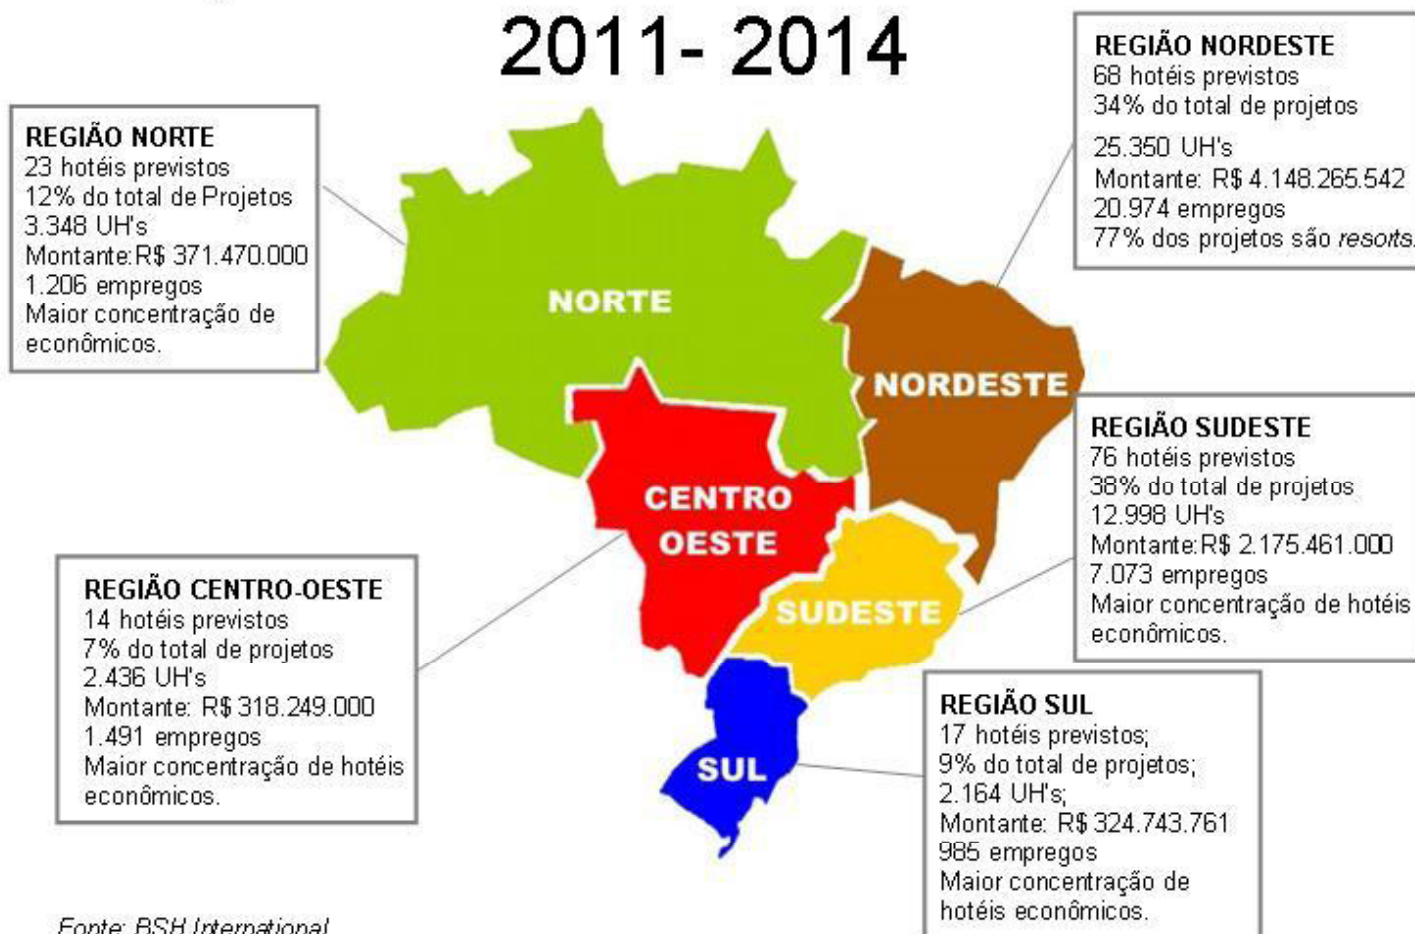 2011- 2014
REGIÃO NORTE
23 hotéis previstos
12% do total de Projetos
3.348 UH's
Montante:R$ 371.470.000
1.206 empregos
Maior concentração de
econômicos.
REGIÃO NORDESTE
68 hotéis previstos
34% do total de projetos
25.350 UH's
Montante: R$ 4.148.265.542
20.974 empregos
77% dos projetos são resorts.
NORTE
NORDESTE
CENTRO
OESTE
SUDESTE
SUL
REGIÃO SUDESTE
76 hotéis previstos
38% do total de projetos
12.998 UH's
Montante:R$ 2.175.461.000
7.073 empregos
Maior concentração de hotéis
econômicos.
REGIÃO CENTRO-OESTE
14 hotéis previstos
7% do total de projetos
2.436 UH's
Montante: R$ 318.249.000
1.491 empregos
Maior concentração de hotéis
econômicos.
REGIÃO SUL
17 hotéis previstos;
9% do total de projetos;
2.164 UH's;
Montante: R$ 324.743.761
985 empregos
Maior concentração de
hotéis econômicos.
Fonte: BSH International